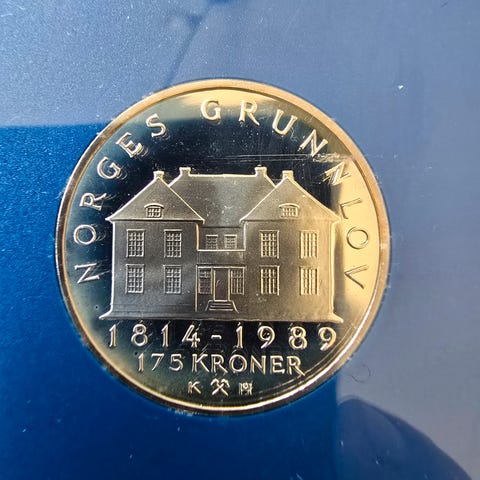 NORGES GRUNNLOV
1814-1989
175 KRONER
K